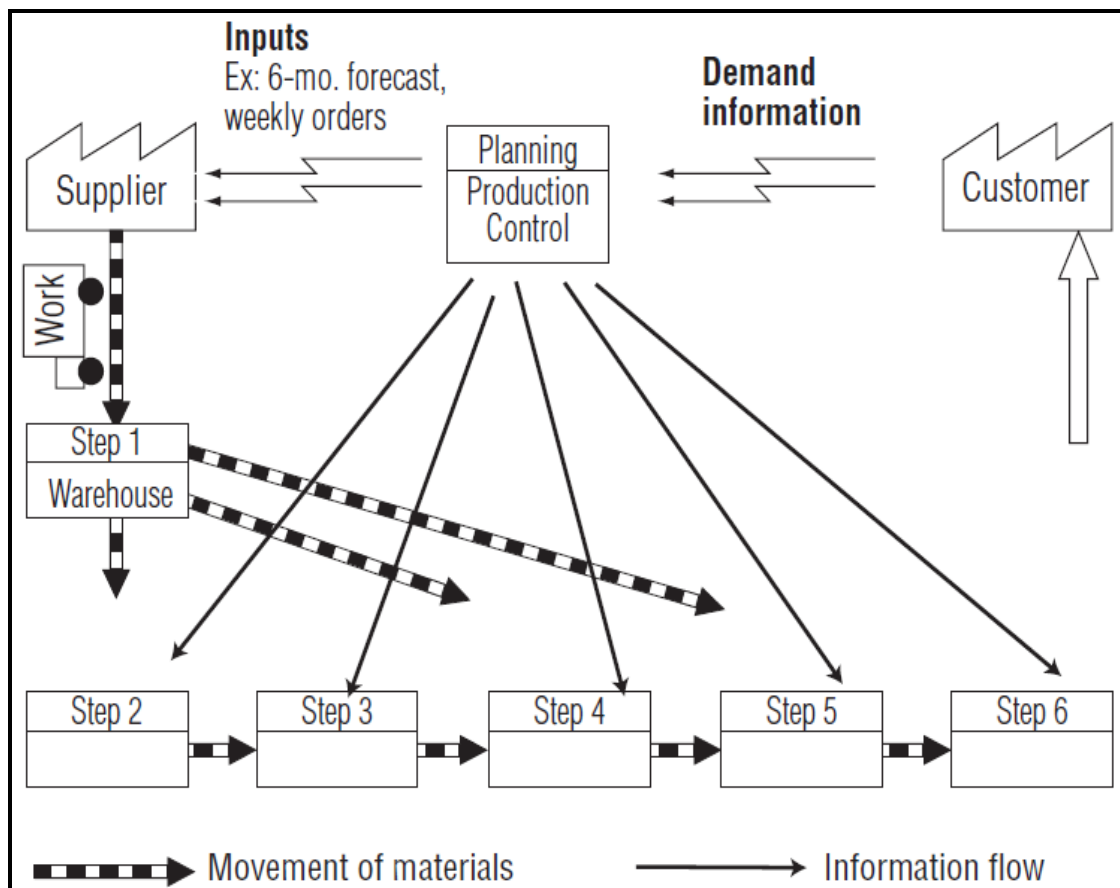 Inputs
Ex: 6-mo. forecast,
weekly orders
Demand
information
Supplier
Planning
Production
Control
Customer
Work
Step 1
Warehouse
Step 2
Step 3
Step 4
Step 5
Step 6
Movement of materials
Information flow